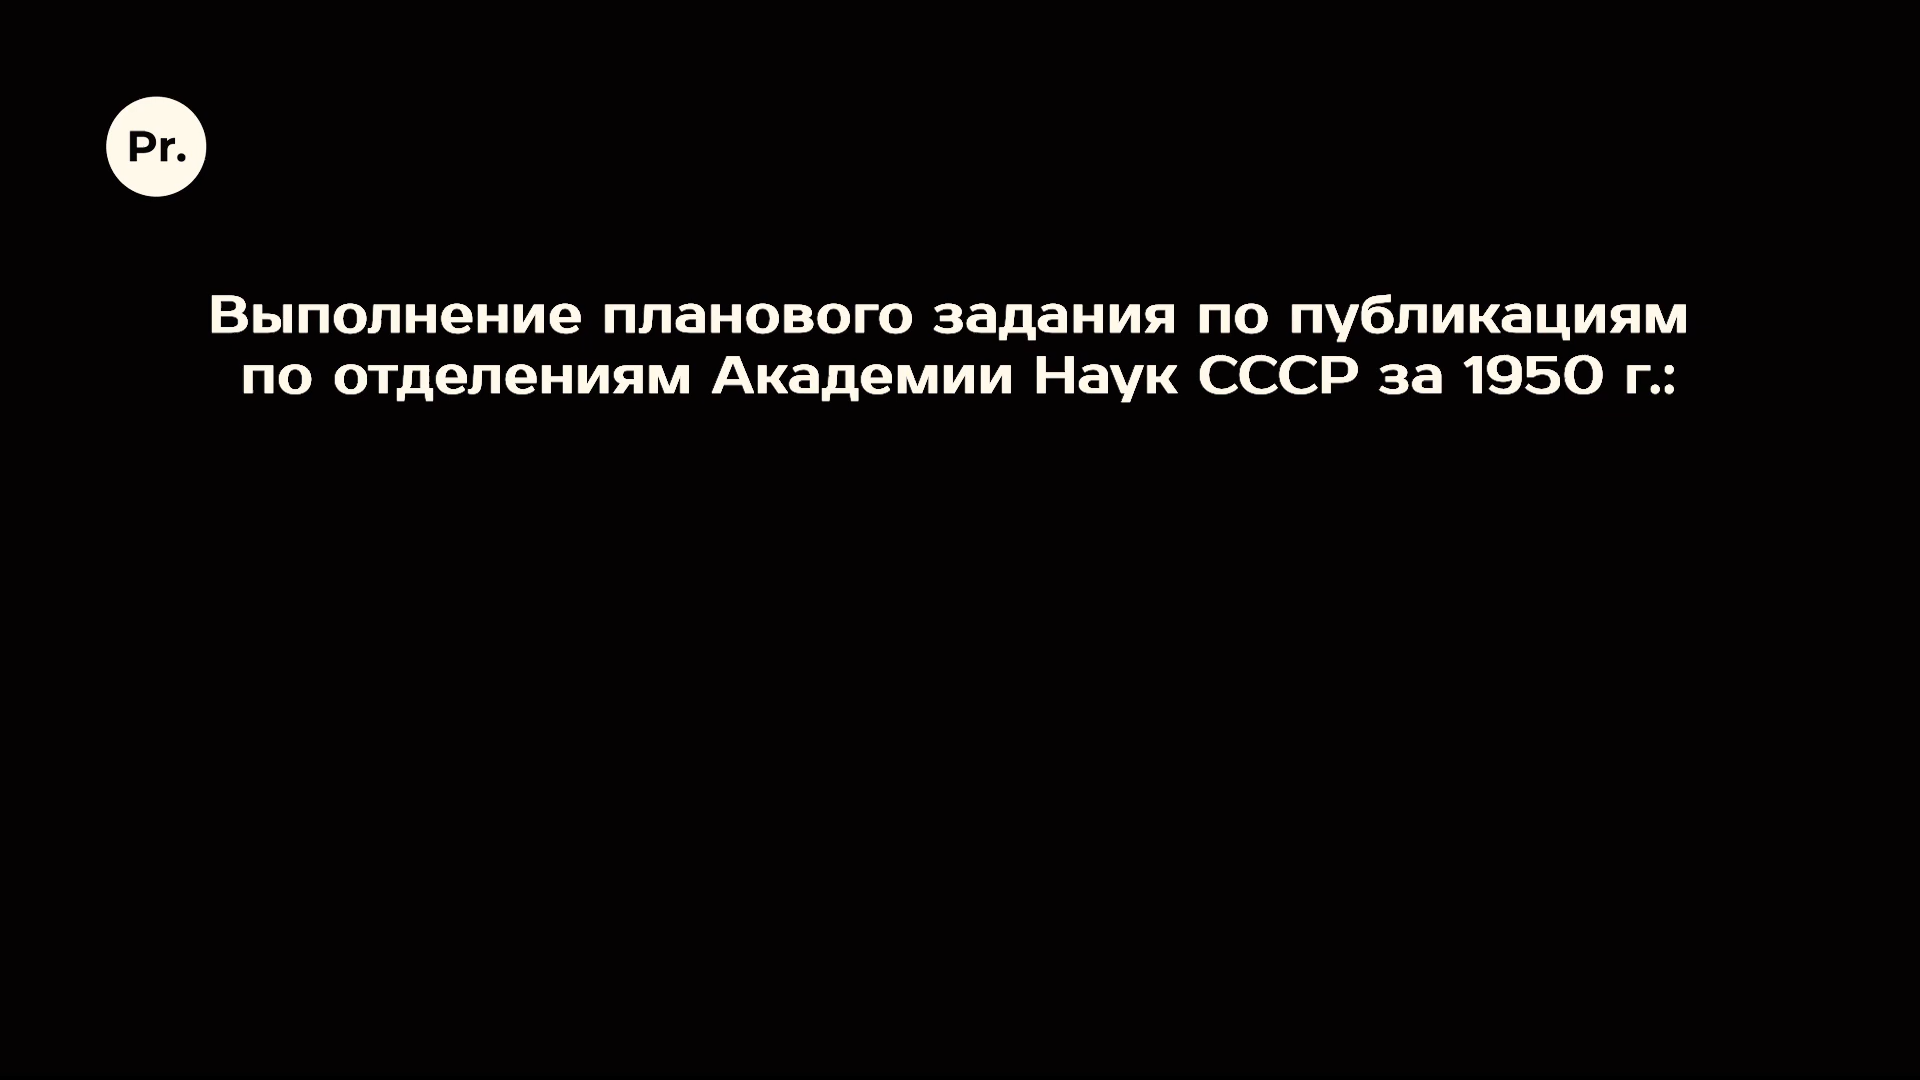 Pr.
Выполнение планового задания по публикациям
по отделениям Академии Наук СССР за 1950 г.: